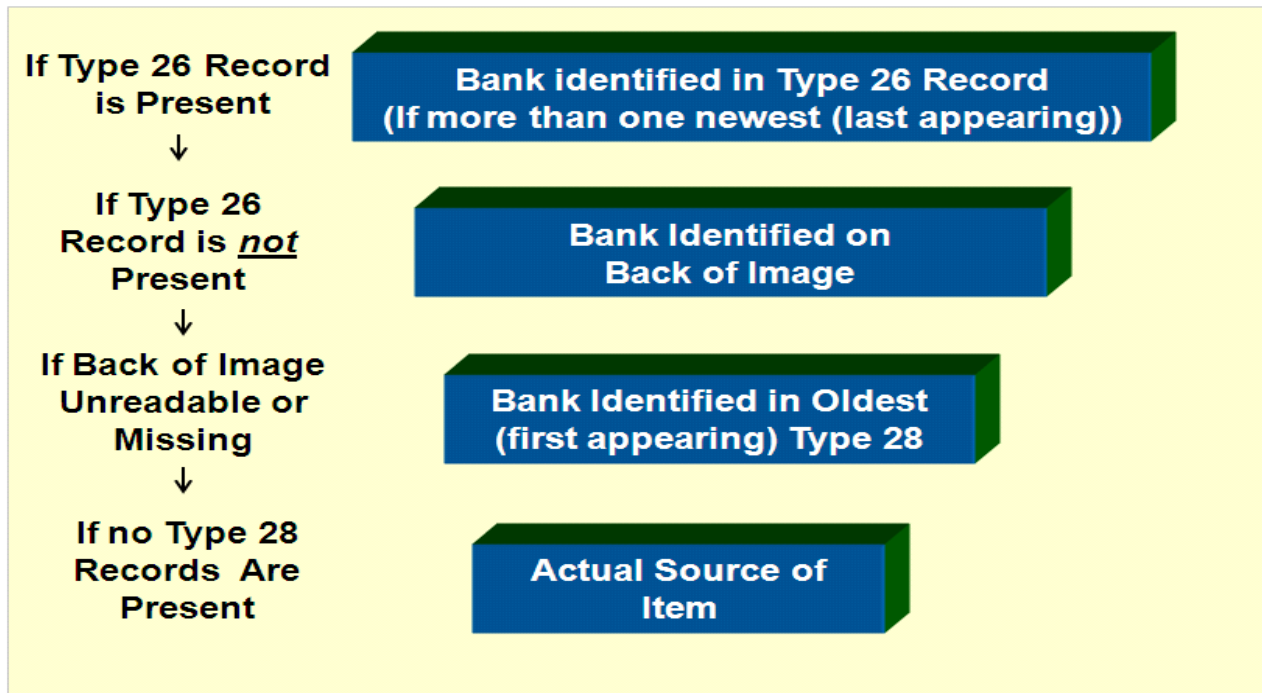 If Type 26 Record
is Present
Bank identified in Type 26 Record
(If more than one newest (last appearing))
If Type 26
Record is not
Present
Bank Identified on
Back of Image
If Back of Image
Unreadable or
Missing
Bank Identified in Oldest
(first appearing) Type 28
If no Type 28
Records Are
Present
Actual Source of
Item